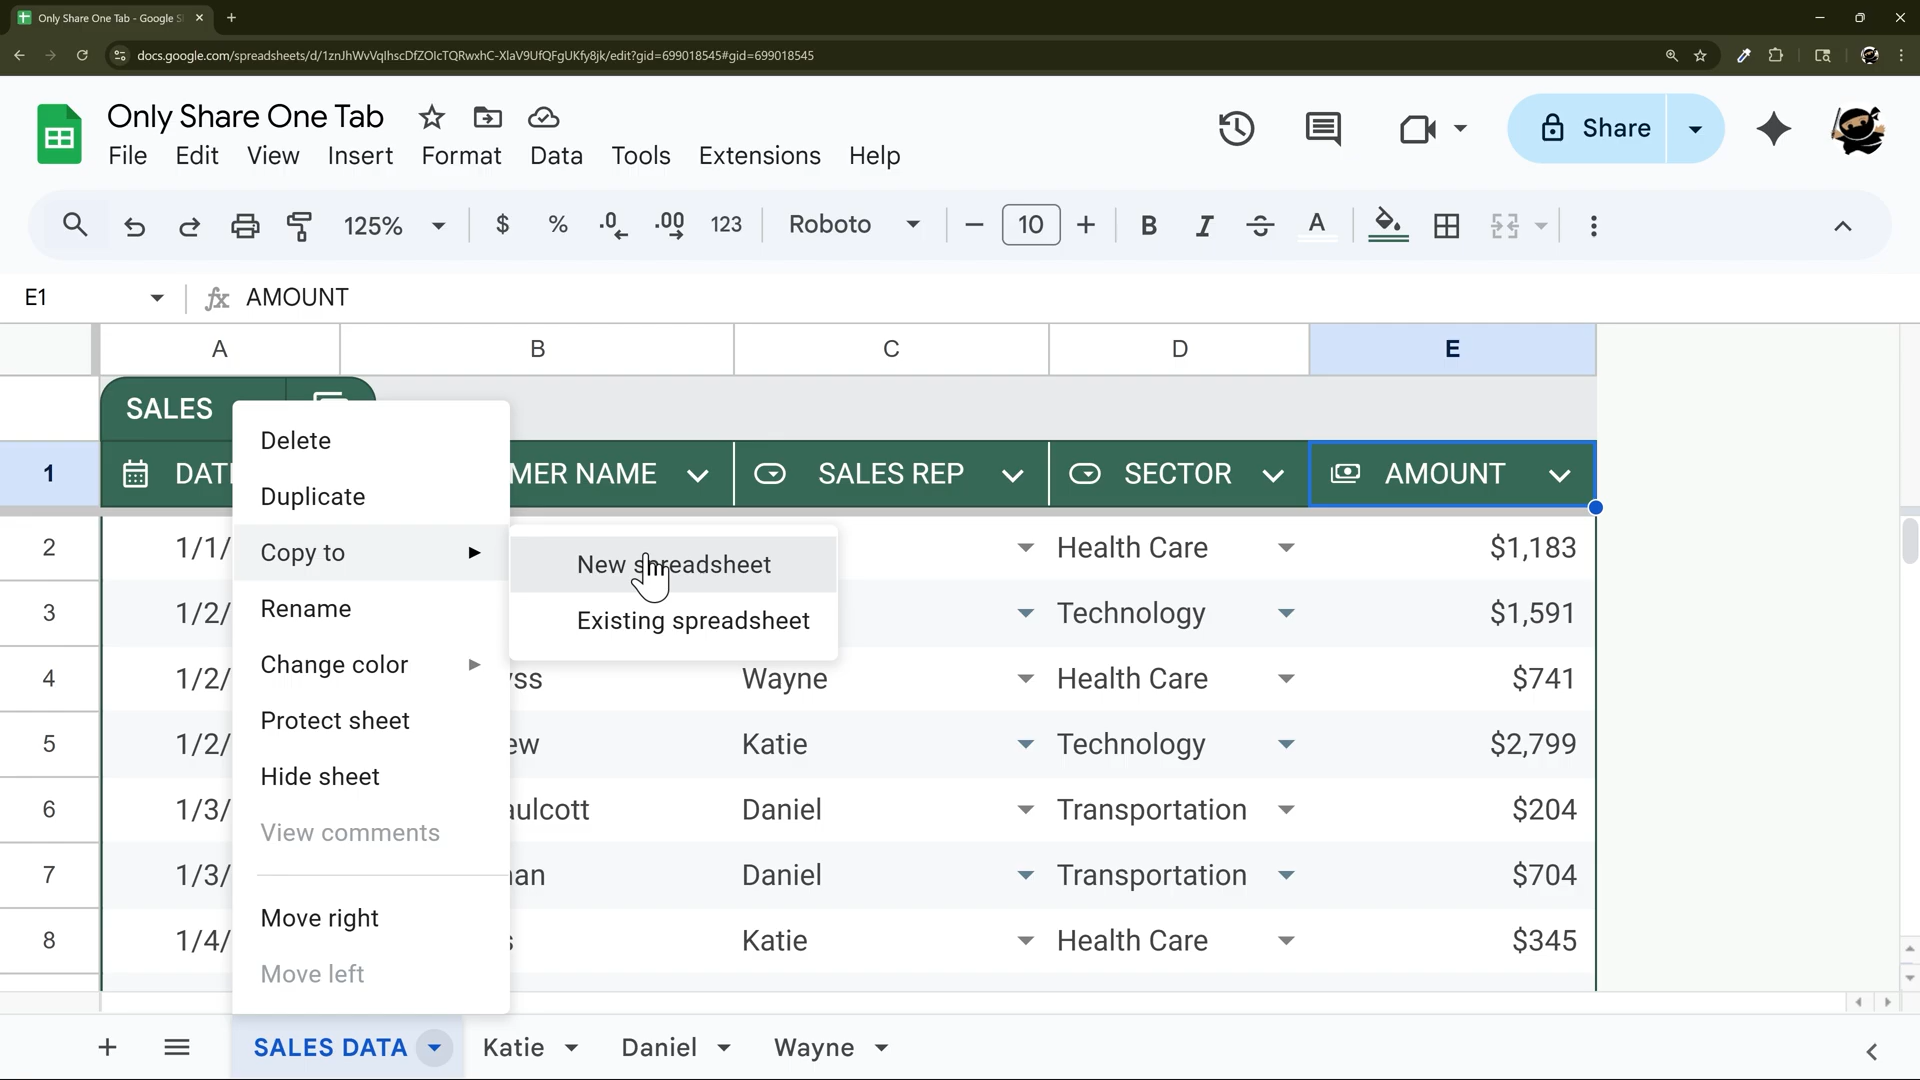 Only Share One Tab - Google S
docs.google.com/spreadsheets/d/1znJhWvVqIhscDfZOIcTQRwxhC-XlaV9UfQFgUKfy8jk/edit?gid=699018545#gid=699018545
Only Share One Tab
Share
File Edit View Insert Format Data Tools Extensions Help
125% $ % .0 .00 123 Roboto 10 B I S A
E1 fx AMOUNT
A B C D E
SALES
1 DATE MER NAME SALES REP SECTOR AMOUNT
2 1/1/ Health Care $1,183
3 1/2/ Technology $1,591
4 1/2/ yss Wayne Health Care $741
5 1/2/ ew Katie Technology $2,799
6 1/3/ aulcott Daniel Transportation $204
7 1/3/ nan Daniel Transportation $704
8 1/4/ s Katie Health Care $345
Delete
Duplicate
Copy to
Rename
Change color
Protect sheet
Hide sheet
View comments
Move right
Move left
New spreadsheet
Existing spreadsheet
SALES DATA Katie Daniel Wayne